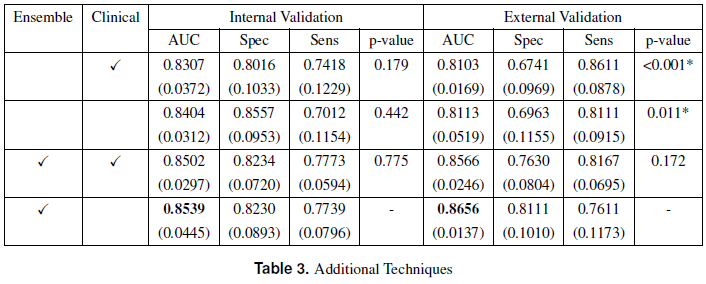 Ensemble Clinical Internal Validation External Validation
AUC Spec Sens p-value AUC Spec Sens p-value
✓ 0.8307 0.8016 0.7418 0.179 0.8103 0.6741 0.8611 <0.001*
(0.0372) (0.1033) (0.1229) (0.0169) (0.0969) (0.0878)
0.8404 0.8557 0.7012 0.442 0.8113 0.6963 0.8111 0.011*
(0.0312) (0.0953) (0.1154) (0.0519) (0.1155) (0.0915)
✓ ✓ 0.8502 0.8234 0.7773 0.775 0.8566 0.7630 0.8167 0.172
(0.0297) (0.0720) (0.0594) (0.0246) (0.0804) (0.0695)
✓ 0.8539 0.8230 0.7739 - 0.8656 0.8111 0.7611 -
(0.0445) (0.0893) (0.0796) (0.0137) (0.1010) (0.1173)
Table 3. Additional Techniques